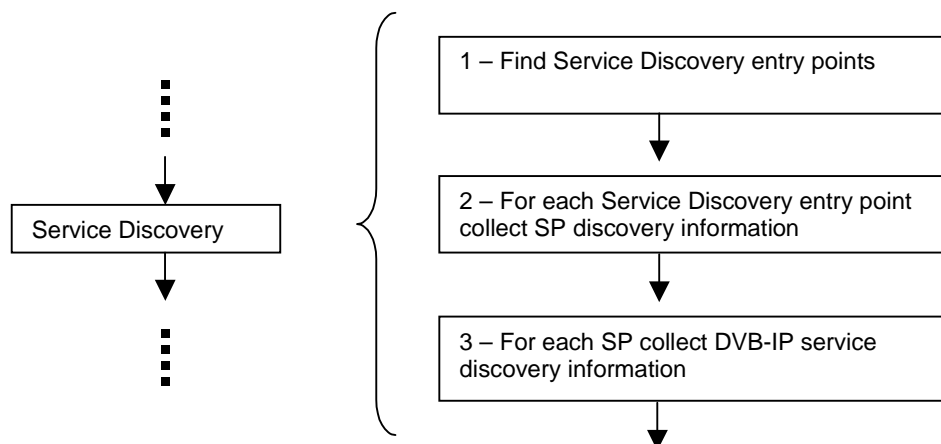 Service Discovery
1 – Find Service Discovery entry points
2 – For each Service Discovery entry point
collect SP discovery information
3 – For each SP collect DVB-IP service
discovery information